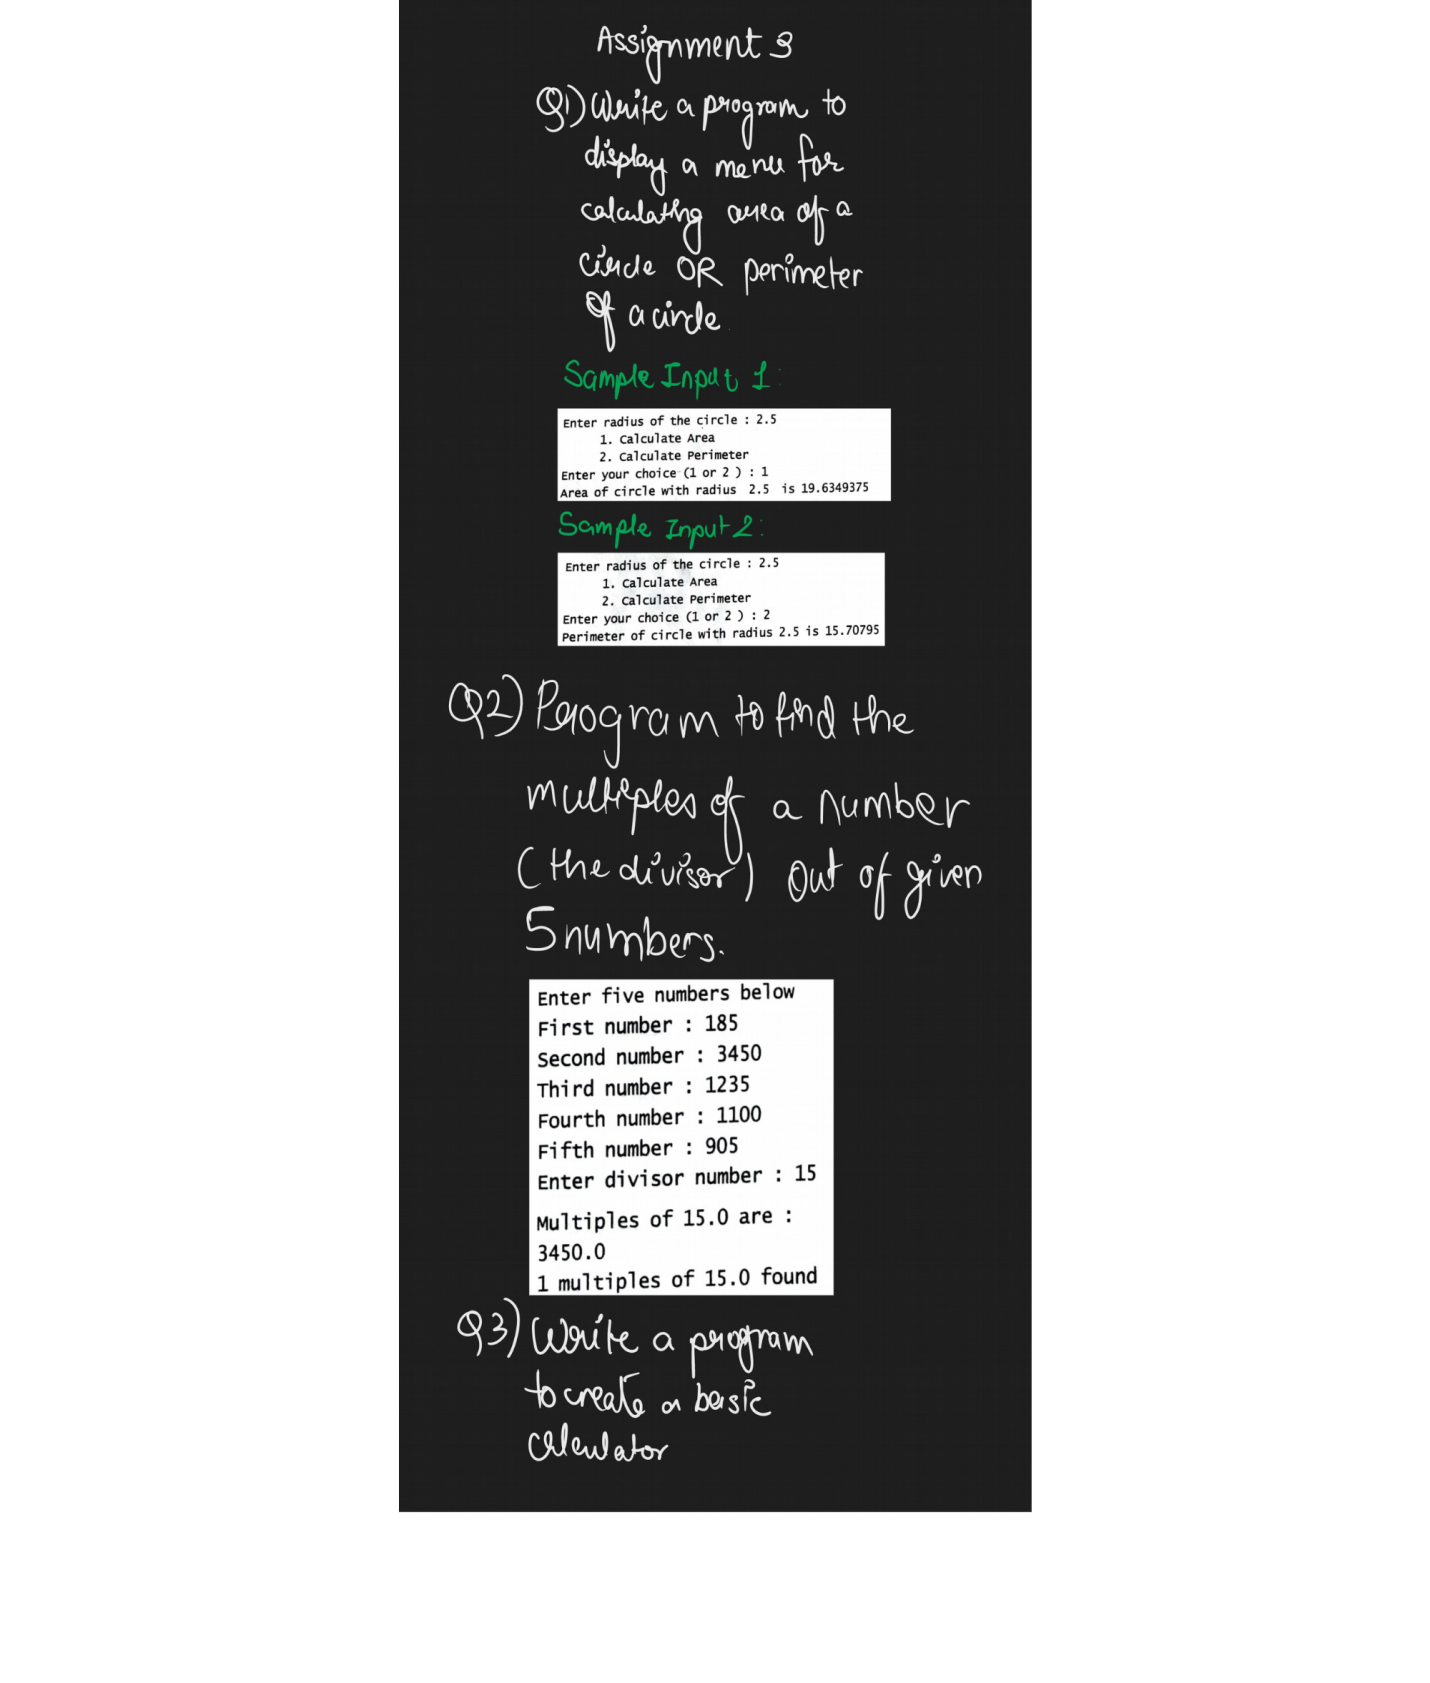 Assignment 3
Q1) Write a program to
display a menu for
calculating area of a
circle OR perimeter
Of a circle
Sample Input 1:
Enter radius of the circle : 2.5
1. Calculate Area
2. Calculate Perimeter
Enter your choice (1 or 2 ) : 1
Area of circle with radius 2.5 is 19.6349375
Sample Input 2:
Enter radius of the circle : 2.5
1. Calculate Area
2. Calculate Perimeter
Enter your choice (1 or 2 ) : 2
Perimeter of circle with radius 2.5 is 15.70795
Q2) Program to find the
multiples of a number
(the divisor) Out of given
5 numbers.
Enter five numbers below
First number : 185
Second number : 3450
Third number : 1235
Fourth number : 1100
Fifth number : 905
Enter divisor number : 15
Multiples of 15.0 are :
3450.0
1 multiples of 15.0 found
Q3) Write a program
to create a basic
calculator